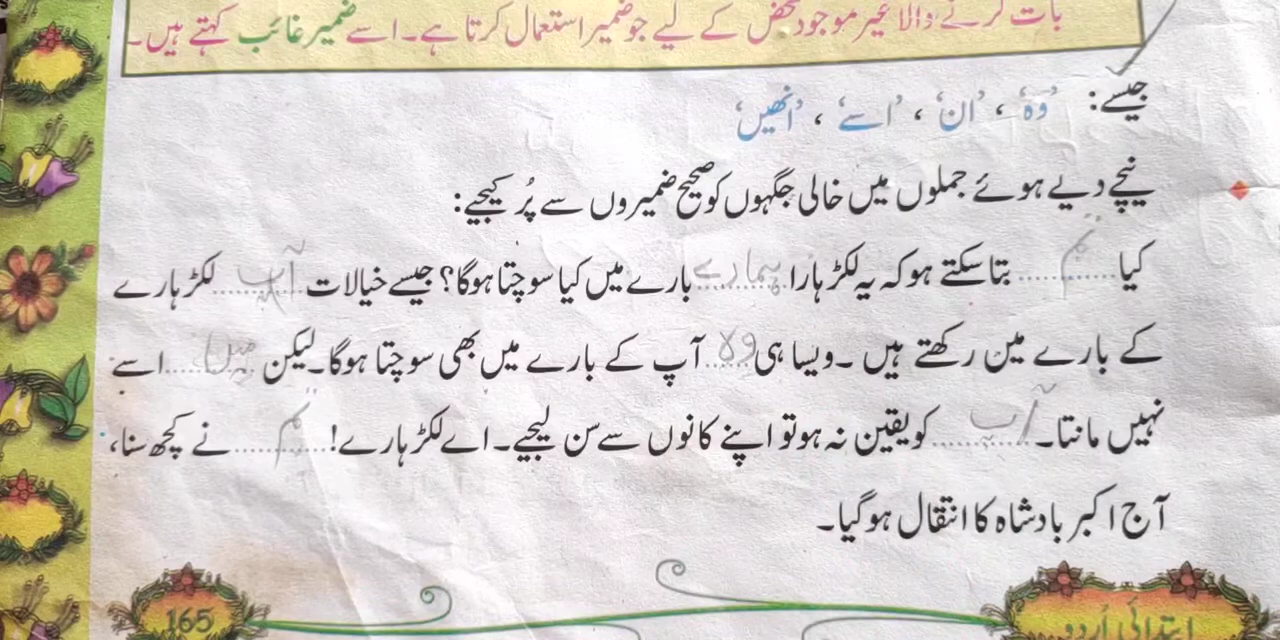 بات کرنے والا غیر موجود شخص کے لیے جو ضمیر استعمال کرتا ہے۔ اسے ضمیر غائب کہتے ہیں۔
جیسے: 'وہ'، 'ان'، 'اسے'، 'انھیں'
نیچے دیے ہوئے جملوں میں خالی جگہوں کو صحیح ضمیروں سے پُر کیجیے:
کیا ...تم... بتا سکتے ہو کہ یہ لکڑہارا ...ہمارے... بارے میں کیا سوچتا ہوگا؟ جیسے خیالات ...آپ... لکڑہارے
کے بارے مین رکھتے ہیں ۔ ویسا ہی ...وہ... آپ کے بارے میں بھی سوچتا ہوگا۔ لیکن ...میں... اسے
نہیں مانتا۔ ...آپ... کو یقین نہ ہو تو اپنے کانوں سے سن لیجیے۔ اے لکڑہارے! ...تم... نے کچھ سنا،
آج اکبر بادشاہ کا انتقال ہوگیا۔
165
ابتدائی اُردو